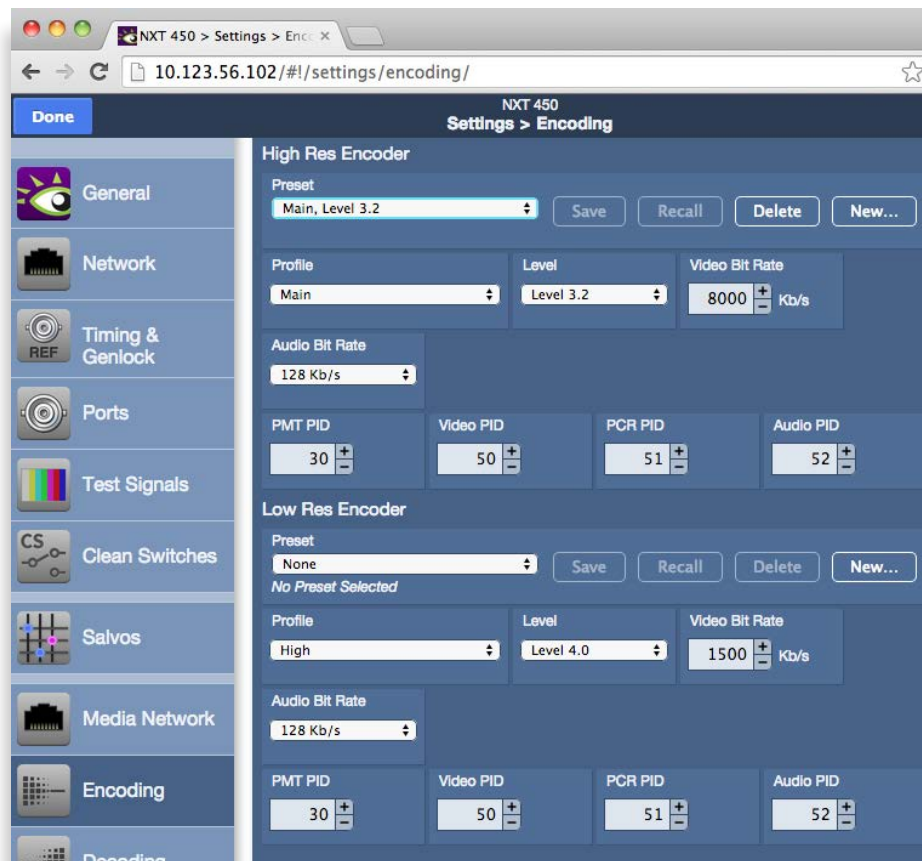 NXT 450 > Settings > Enc
10.123.56.102/#!/settings/encoding/
Done
NXT 450
Settings > Encoding
General
Network
REF
Timing &
Genlock
Ports
Test Signals
CS
Clean Switches
Salvos
Media Network
Encoding
Decoding
High Res Encoder
Preset
Main, Level 3.2
Save
Recall
Delete
New...
Profile
Level
Video Bit Rate
Main
Level 3.2
8000
Kb/s
Audio Bit Rate
128 Kb/s
PMT PID
Video PID
PCR PID
Audio PID
30
50
51
52
Low Res Encoder
Preset
None
Save
Recall
Delete
New...
No Preset Selected
Profile
Level
Video Bit Rate
High
Level 4.0
1500
Kb/s
Audio Bit Rate
128 Kb/s
PMT PID
Video PID
PCR PID
Audio PID
30
50
51
52